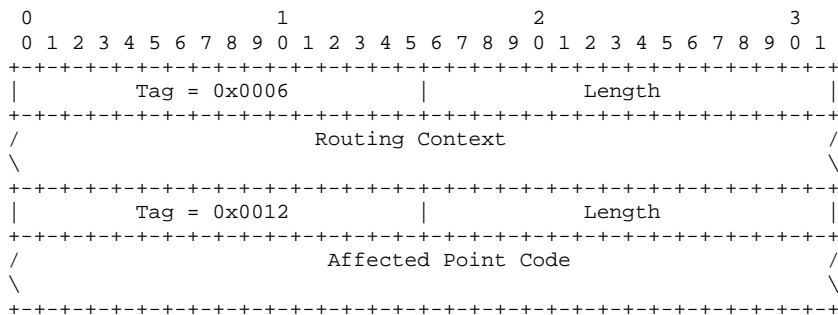 0                   1                   2                   3
 0 1 2 3 4 5 6 7 8 9 0 1 2 3 4 5 6 7 8 9 0 1 2 3 4 5 6 7 8 9 0 1
+-+-+-+-+-+-+-+-+-+-+-+-+-+-+-+-+-+-+-+-+-+-+-+-+-+-+-+-+-+-+-+-+
|         Tag = 0x0006          |            Length             |
+-+-+-+-+-+-+-+-+-+-+-+-+-+-+-+-+-+-+-+-+-+-+-+-+-+-+-+-+-+-+-+-+
/                       Routing Context                         /
\                                                               \
+-+-+-+-+-+-+-+-+-+-+-+-+-+-+-+-+-+-+-+-+-+-+-+-+-+-+-+-+-+-+-+-+
|         Tag = 0x0012          |            Length             |
+-+-+-+-+-+-+-+-+-+-+-+-+-+-+-+-+-+-+-+-+-+-+-+-+-+-+-+-+-+-+-+-+
/                        Affected Point Code                    /
\                                                               \
+-+-+-+-+-+-+-+-+-+-+-+-+-+-+-+-+-+-+-+-+-+-+-+-+-+-+-+-+-+-+-+-+